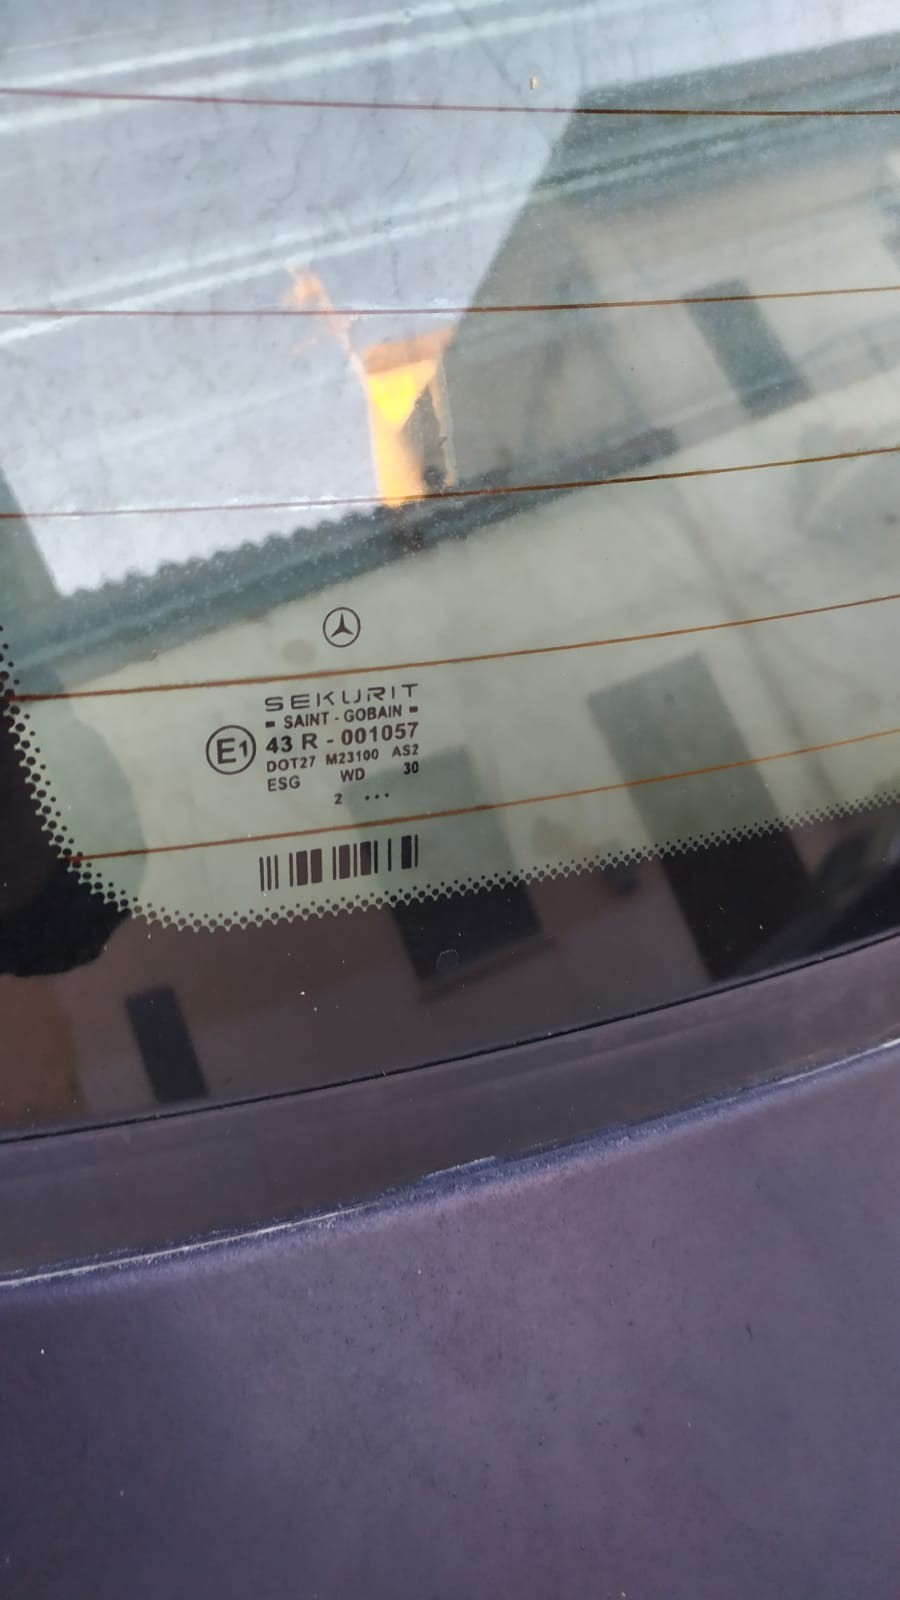 SEKURIT
SAINT - GOBAIN
E1 43 R - 001057
DOT27 M23100 AS2
ESG WD 30
2 ...